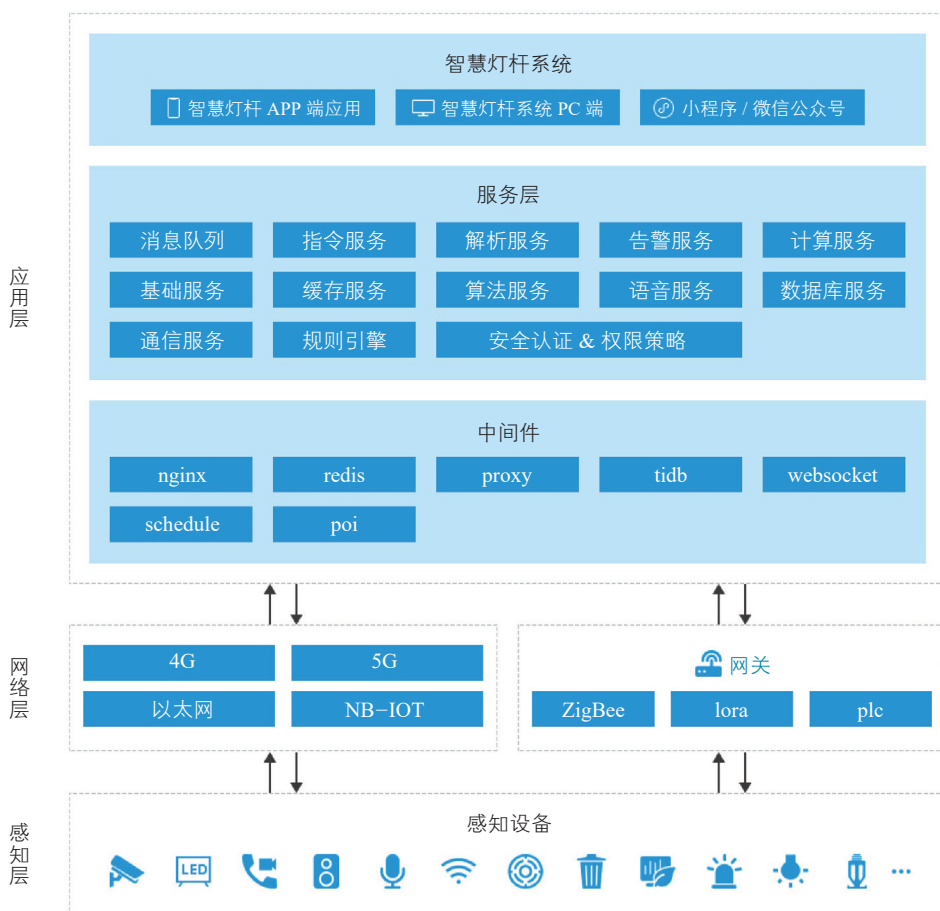 智慧灯杆系统
智慧灯杆 APP 端应用
智慧灯杆系统 PC 端
小程序 / 微信公众号
应用层
服务层
消息队列 指令服务 解析服务 告警服务 计算服务
基础服务 缓存服务 算法服务 语音服务 数据库服务
通信服务 规则引擎 安全认证 & 权限策略
中间件
nginx redis proxy tidb websocket
schedule poi
网络层
4G 5G
以太网 NB-IOT
网关
ZigBee lora plc
感知层
感知设备
LED
...